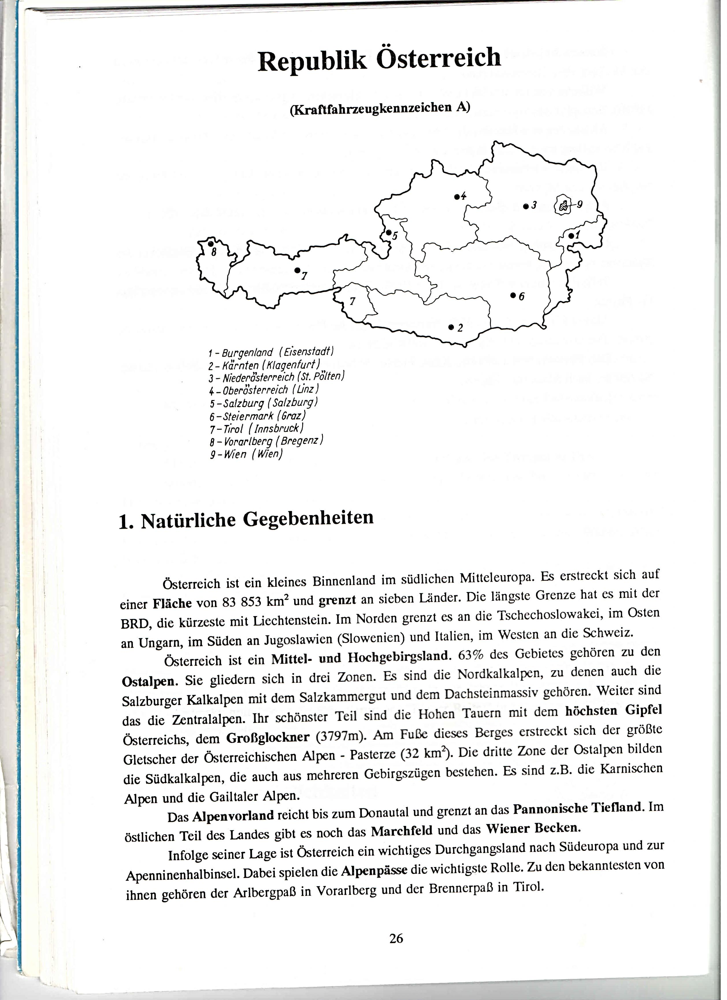 Republik Österreich
(Kraftfahrzeugkennzeichen A)
4
3
9
5
1
8
7
6
7
2
1 - Burgenland (Eisenstadt)
2 - Kärnten (Klagenfurt)
3 - Niederösterreich (St. Pölten)
4 - Oberösterreich (Linz)
5 - Salzburg (Salzburg)
6 - Steiermark (Graz)
7 - Tirol (Innsbruck)
8 - Vorarlberg (Bregenz)
9 - Wien (Wien)
1. Natürliche Gegebenheiten
Österreich ist ein kleines Binnenland im südlichen Mitteleuropa. Es erstreckt sich auf
einer Fläche von 83 853 km² und grenzt an sieben Länder. Die längste Grenze hat es mit der
BRD, die kürzeste mit Liechtenstein. Im Norden grenzt es an die Tschechoslowakei, im Osten
an Ungarn, im Süden an Jugoslawien (Slowenien) und Italien, im Westen an die Schweiz.
Österreich ist ein Mittel- und Hochgebirgsland. 63% des Gebietes gehören zu den
Ostalpen. Sie gliedern sich in drei Zonen. Es sind die Nordkalkalpen, zu denen auch die
Salzburger Kalkalpen mit dem Salzkammergut und dem Dachsteinmassiv gehören. Weiter sind
das die Zentralalpen. Ihr schönster Teil sind die Hohen Tauern mit dem höchsten Gipfel
Österreichs, dem Großglockner (3797m). Am Fuße dieses Berges erstreckt sich der größte
Gletscher der Österreichischen Alpen - Pasterze (32 km²). Die dritte Zone der Ostalpen bilden
die Südkalkalpen, die auch aus mehreren Gebirgszügen bestehen. Es sind z.B. die Karnischen
Alpen und die Gailtaler Alpen.
Das Alpenvorland reicht bis zum Donautal und grenzt an das Pannonische Tiefland. Im
östlichen Teil des Landes gibt es noch das Marchfeld und das Wiener Becken.
Infolge seiner Lage ist Österreich ein wichtiges Durchgangsland nach Südeuropa und zur
Apenninenhalbinsel. Dabei spielen die Alpenpässe die wichtigste Rolle. Zu den bekanntesten von
ihnen gehören der Arlbergpaß in Vorarlberg und der Brennerpaß in Tirol.
26